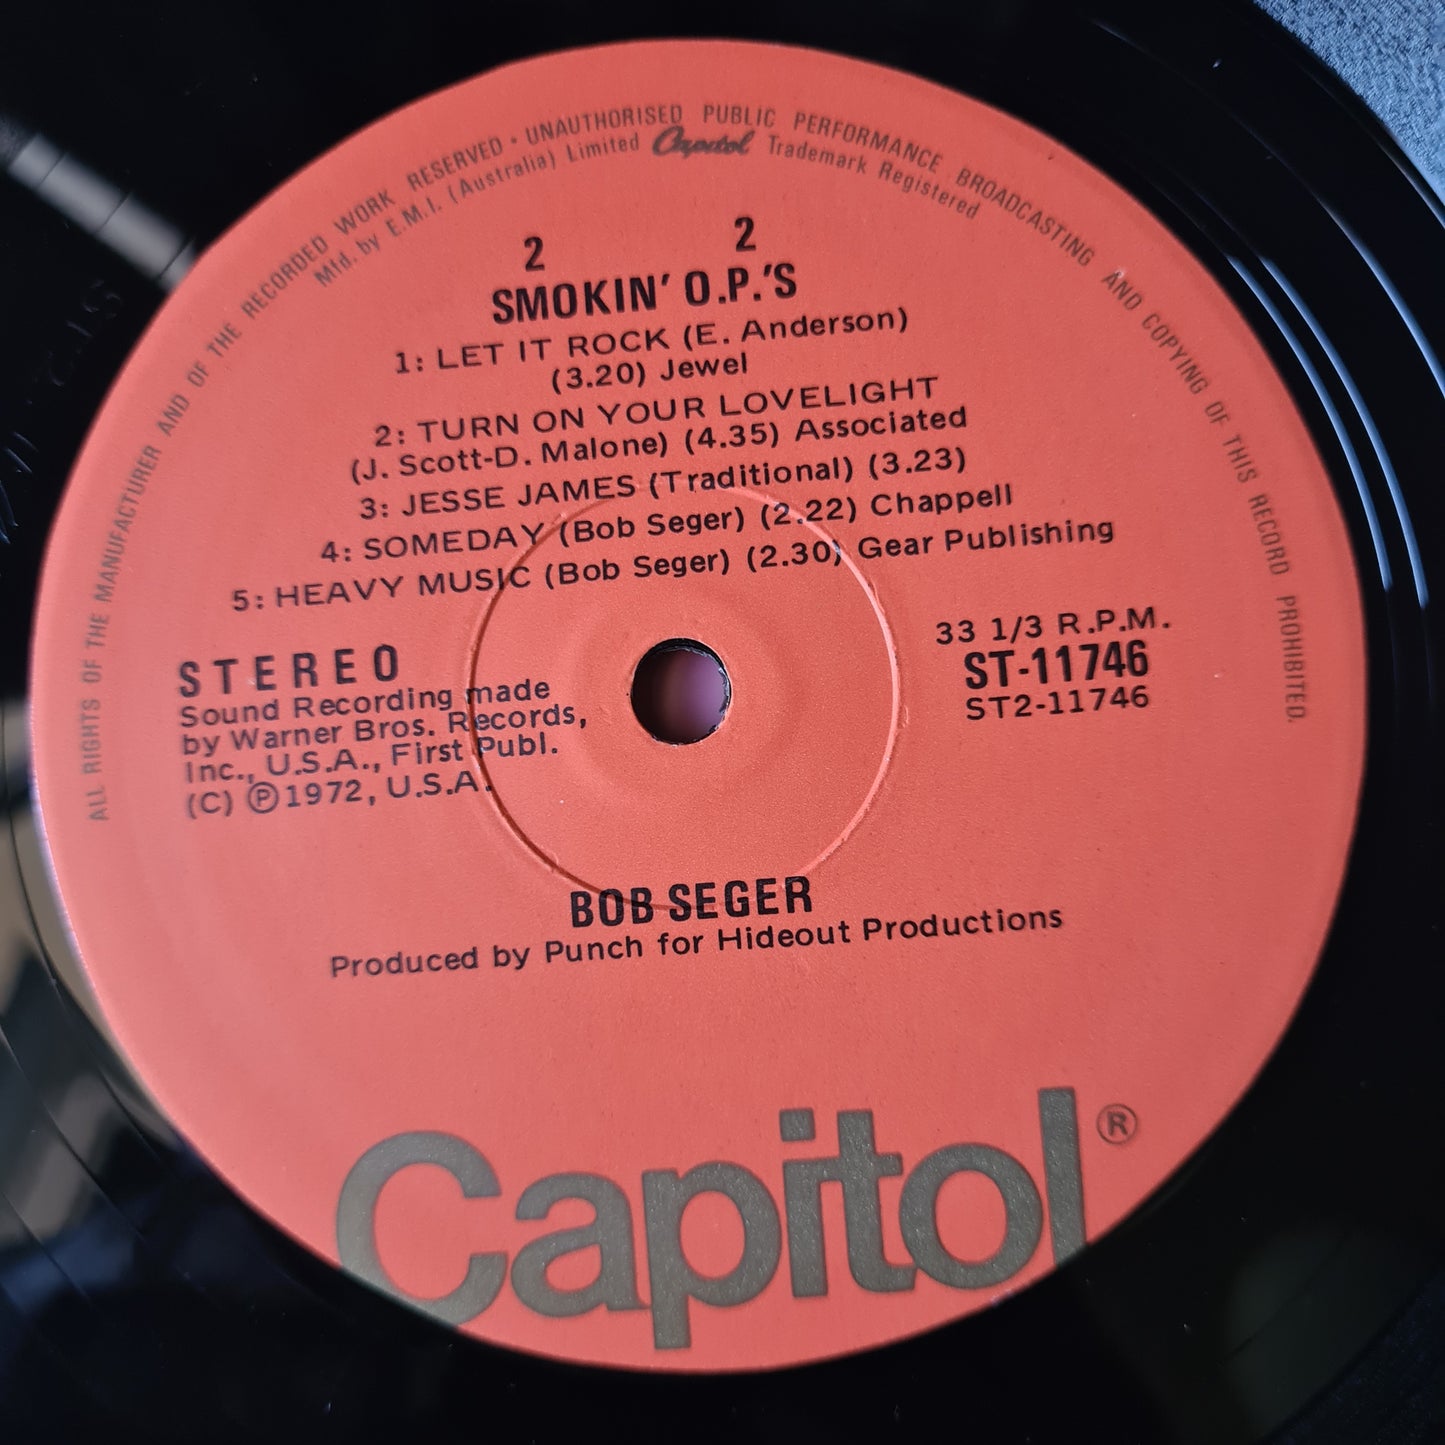 ALL RIGHTS OF THE MANUFACTURER AND OF THE RECORDED WORK RESERVED • UNAUTHORISED PUBLIC PERFORMANCE BROADCASTING AND COPYING OF THIS RECORD PROHIBITED.
Mfd. by E.M.I. (Australia) Limited Capitol Trademark Registered
2 2
SMOKIN' O.P.'S
1: LET IT ROCK (E. Anderson)
(3.20) Jewel
2: TURN ON YOUR LOVELIGHT
(J. Scott-D. Malone) (4.35) Associated
3: JESSE JAMES (Traditional) (3.23)
4: SOMEDAY (Bob Seger) (2.22) Chappell
5: HEAVY MUSIC (Bob Seger) (2.30) Gear Publishing
STEREO
Sound Recording made
by Warner Bros. Records,
Inc., U.S.A., First Publ.
(C) Ⓟ1972, U.S.A.
33 1/3 R.P.M.
ST-11746
ST2-11746
BOB SEGER
Produced by Punch for Hideout Productions
Capitol®